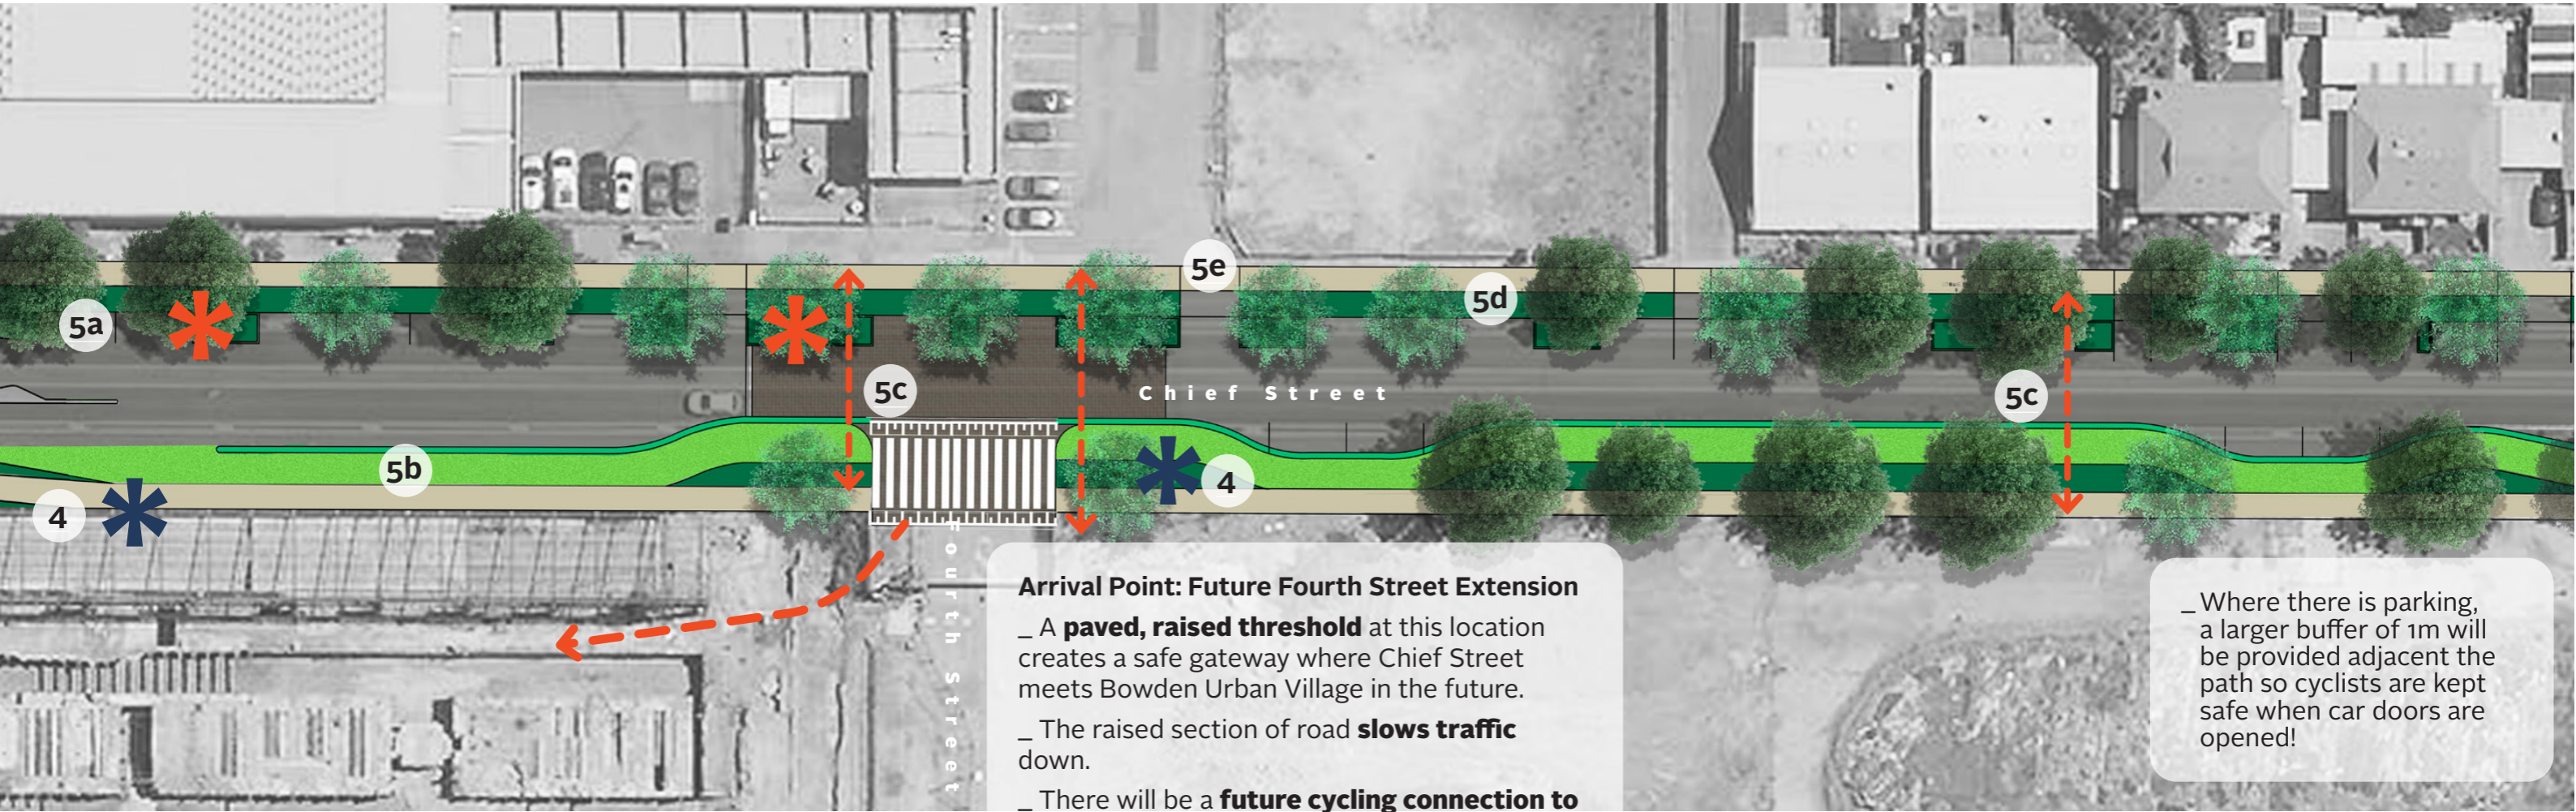 5e
5d
5a
5c
Chief Street
5c
5b
4
4
Fourth Street
Arrival Point: Future Fourth Street Extension
_ A paved, raised threshold at this location
creates a safe gateway where Chief Street
meets Bowden Urban Village in the future.
_ The raised section of road slows traffic
down.
_ There will be a future cycling connection to
_ Where there is parking,
a larger buffer of 1m will
be provided adjacent the
path so cyclists are kept
safe when car doors are
opened!